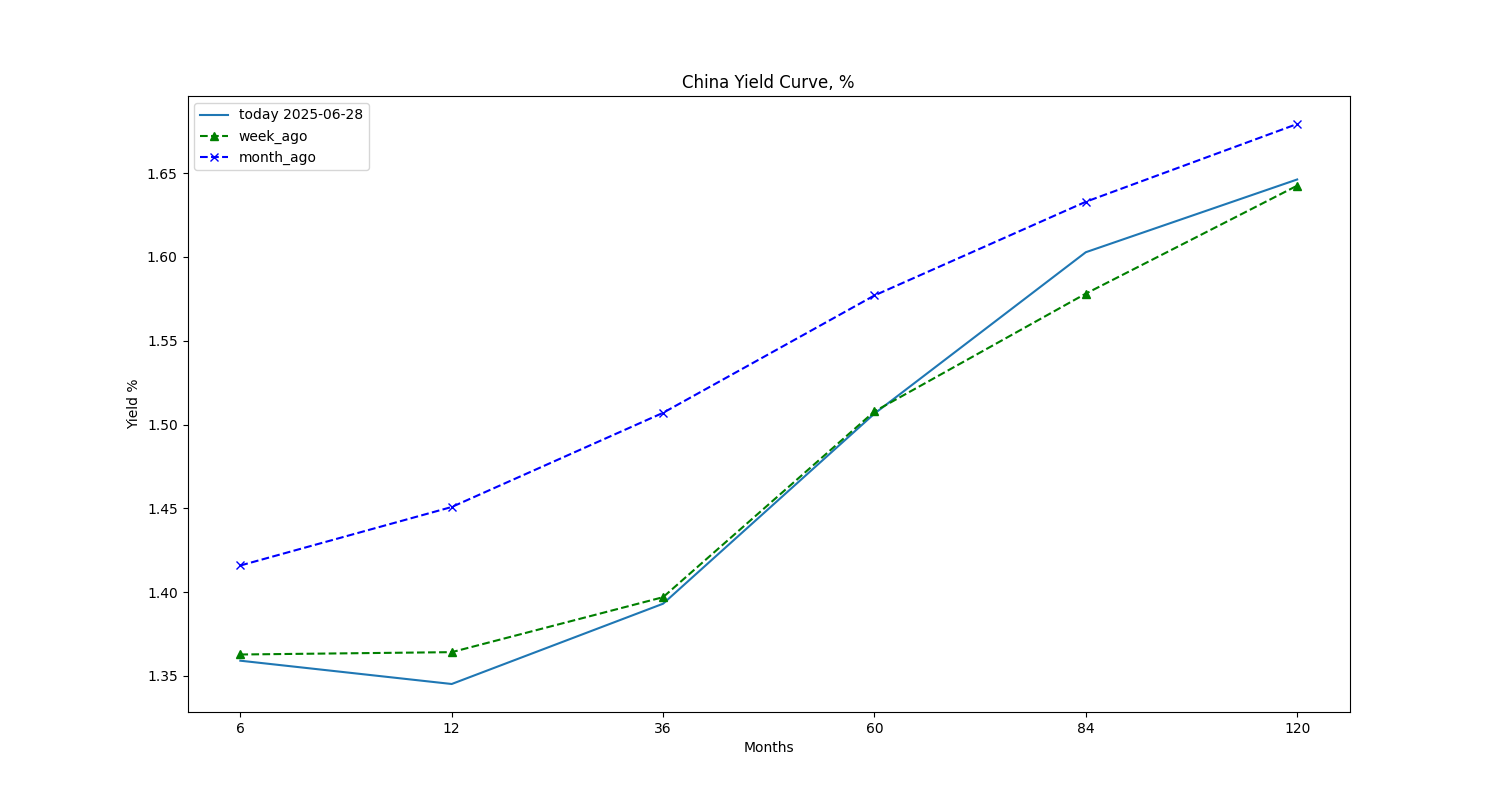 China Yield Curve, %
today 2025-06-28
week_ago
month_ago
1.65
1.60
1.55
1.50
1.45
1.40
1.35
Yield %
6 12 36 60 84 120
Months